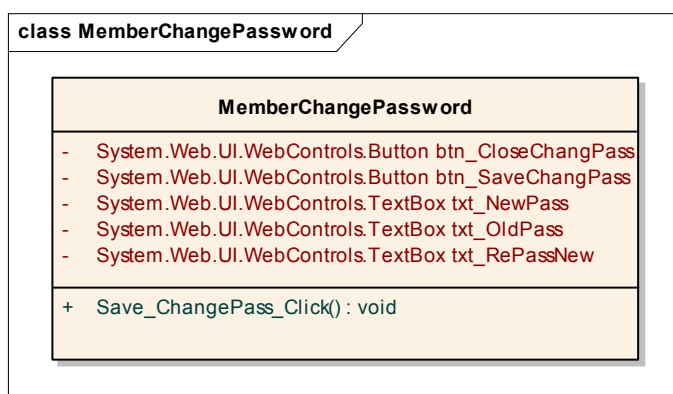 class MemberChangePassword
MemberChangePassword
- System.Web.UI.WebControls.Button btn_CloseChangPass
- System.Web.UI.WebControls.Button btn_SaveChangPass
- System.Web.UI.WebControls.TextBox txt_NewPass
- System.Web.UI.WebControls.TextBox txt_OldPass
- System.Web.UI.WebControls.TextBox txt_RePassNew
+ Save_ChangePass_Click() : void